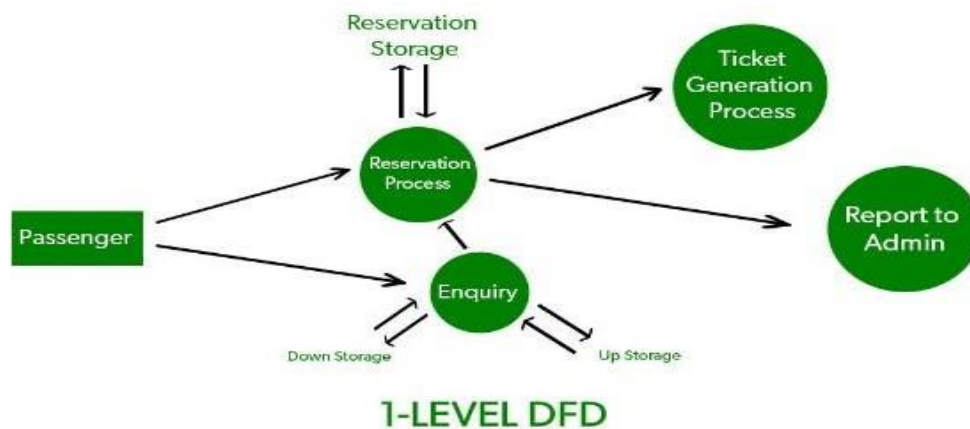 Reservation
Storage
Ticket
Generation
Process
Reservation
Process
Passenger
Report to
Admin
Enquiry
Down Storage
Up Storage
1-LEVEL DFD